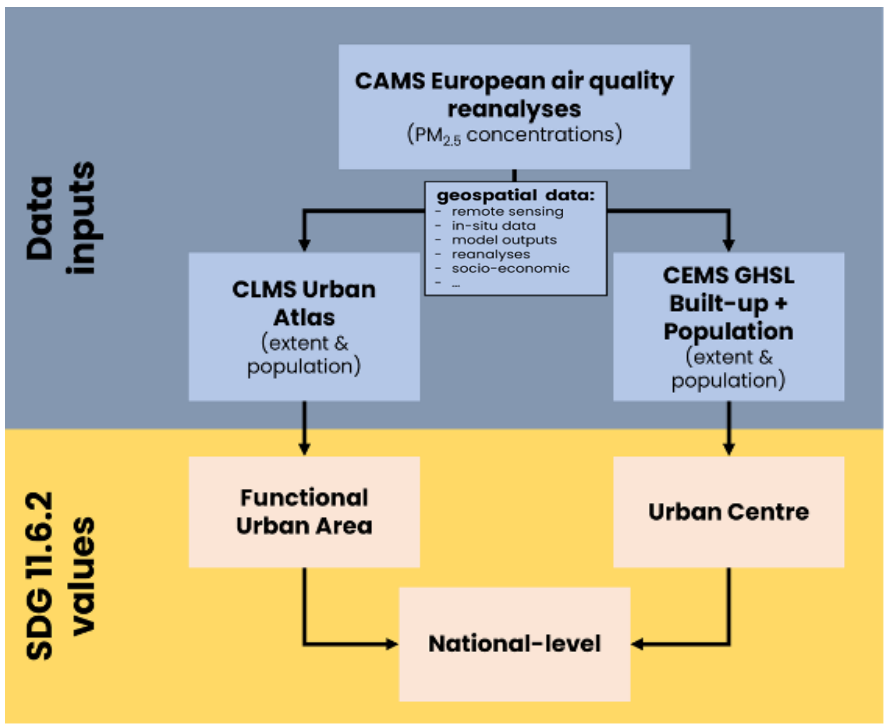 CAMS European air quality
reanalyses
(PM2.5 concentrations)
geospatial data:
- remote sensing
- in-situ data
- model outputs
- reanalyses
- socio-economic
- ...
Data
inputs
CLMS Urban
Atlas
(extent &
population)
CEMS GHSL
Built-up +
Population
(extent &
population)
SDG 11.6.2
values
Functional
Urban Area
Urban Centre
National-level